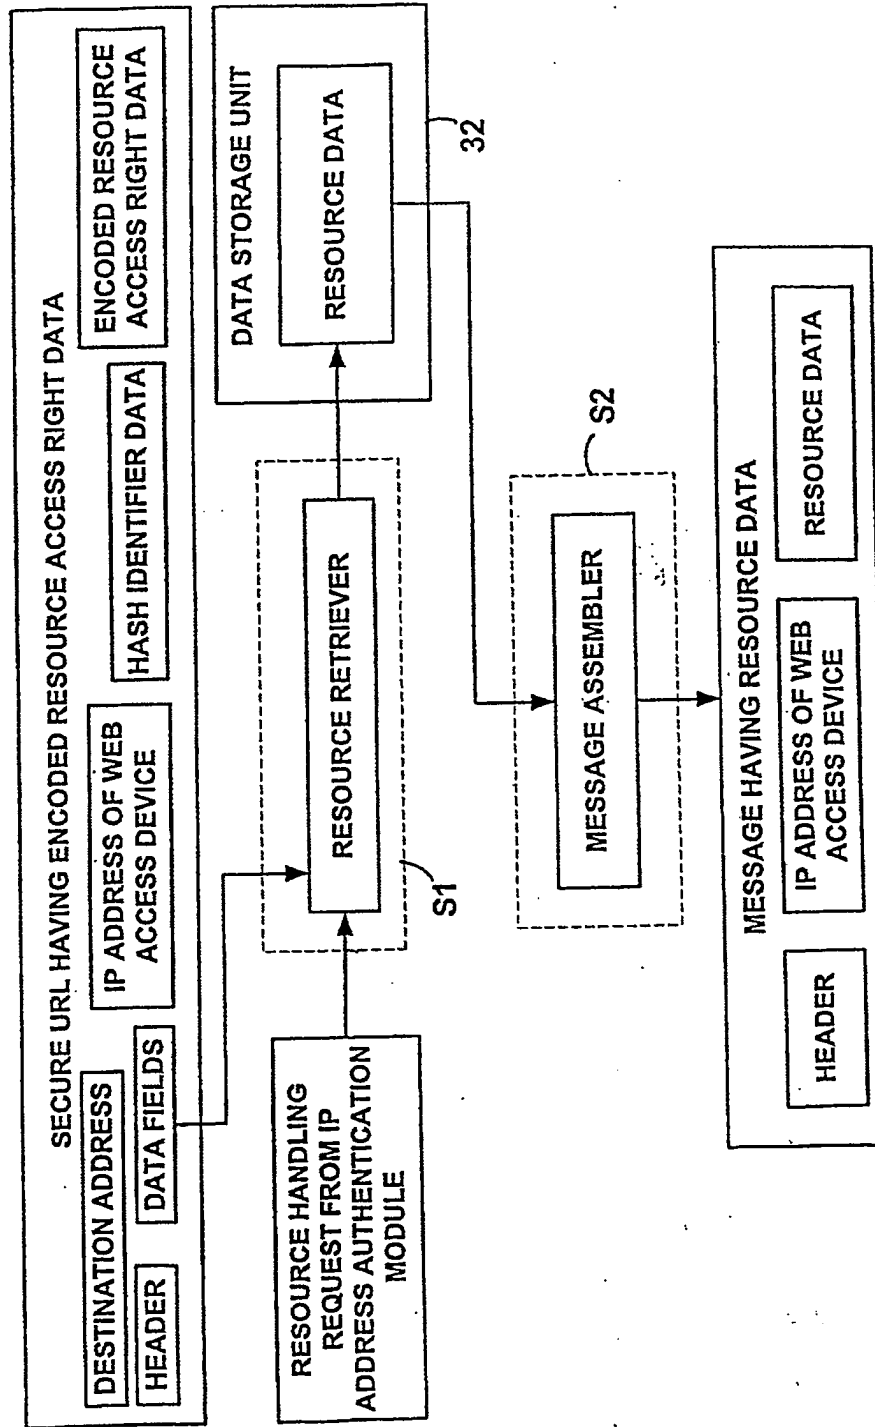 SECURE URL HAVING ENCODED RESOURCE ACCESS RIGHT DATA
DESTINATION ADDRESS
HEADER
DATA FIELDS
IP ADDRESS OF WEB
ACCESS DEVICE
HASH IDENTIFIER DATA
ENCODED RESOURCE
ACCESS RIGHT DATA
RESOURCE HANDLING
REQUEST FROM IP
ADDRESS AUTHENTICATION
MODULE
RESOURCE RETRIEVER
S1
DATA STORAGE UNIT
RESOURCE DATA
32
MESSAGE ASSEMBLER
S2
MESSAGE HAVING RESOURCE DATA
HEADER
IP ADDRESS OF WEB
ACCESS DEVICE
RESOURCE DATA